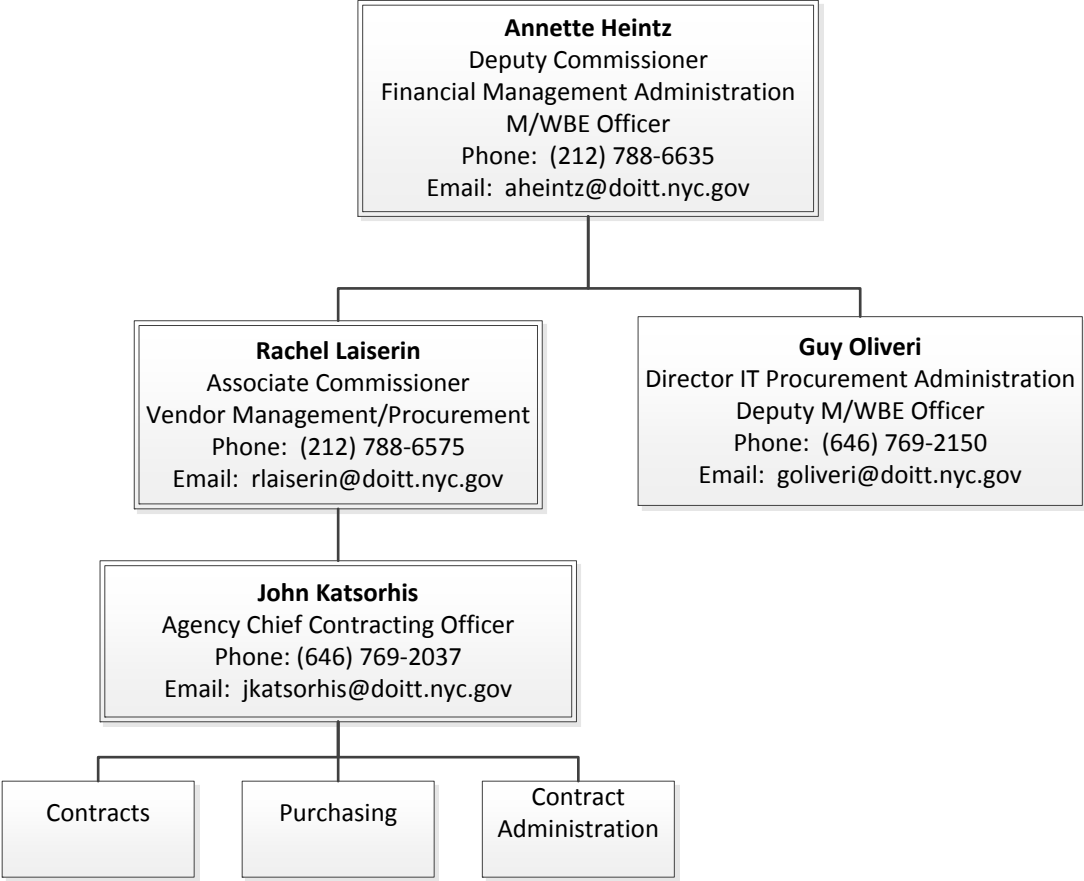 Annette Heintz
Deputy Commissioner
Financial Management Administration
M/WBE Officer
Phone:  (212) 788-6635
Email:  aheintz@doitt.nyc.gov
Rachel Laiserin
Associate Commissioner
Vendor Management/Procurement
Phone:  (212) 788-6575
Email:  rlaiserin@doitt.nyc.gov
Guy Oliveri
Director IT Procurement Administration
Deputy M/WBE Officer
Phone:  (646) 769-2150
Email:  goliveri@doitt.nyc.gov
John Katsorhis
Agency Chief Contracting Officer
Phone: (646) 769-2037
Email:  jkatsorhis@doitt.nyc.gov
Contracts
Purchasing
Contract
Administration